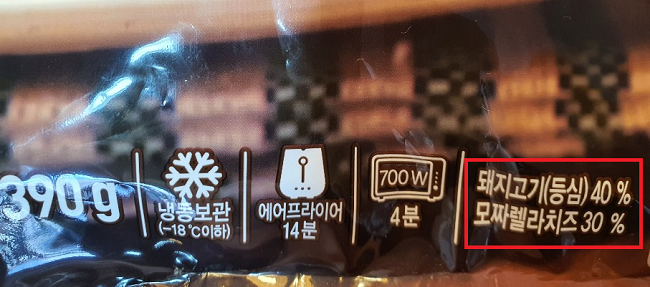 390g
냉동보관
(-18℃이하)
에어프라이어
14분
700W
4분
돼지고기(등심) 40 %
모짜렐라치즈 30 %